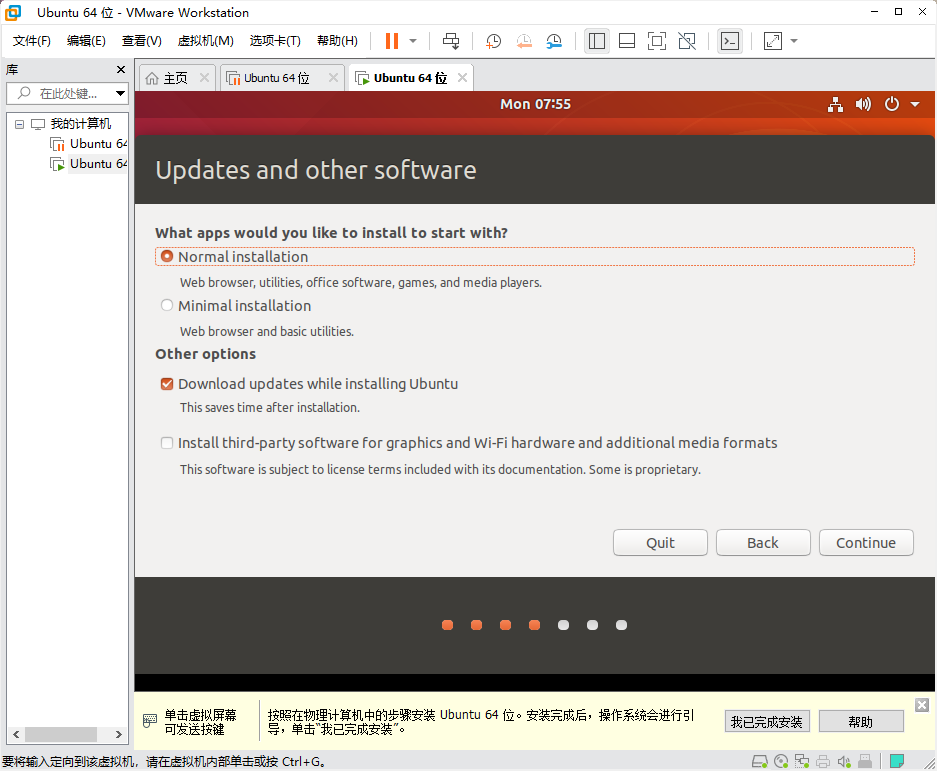 Ubuntu 64 位 - VMware Workstation
文件(F) 编辑(E) 查看(V) 虚拟机(M) 选项卡(T) 帮助(H)
库
主页
Ubuntu 64 位
Ubuntu 64 位
在此处键...
我的计算机
Ubuntu 64
Ubuntu 64
Mon 07:55
Updates and other software
What apps would you like to install to start with?
Normal installation
Web browser, utilities, office software, games, and media players.
Minimal installation
Web browser and basic utilities.
Other options
Download updates while installing Ubuntu
This saves time after installation.
Install third-party software for graphics and Wi-Fi hardware and additional media formats
This software is subject to license terms included with its documentation. Some is proprietary.
Quit Back Continue
单击虚拟屏幕
可发送按键
按照在物理计算机中的步骤安装 Ubuntu 64 位。安装完成后，操作系统会进行引
导，单击“我已完成安装”。
我已完成安装 帮助
要将输入定向到该虚拟机，请在虚拟机内部单击或按 Ctrl+G。